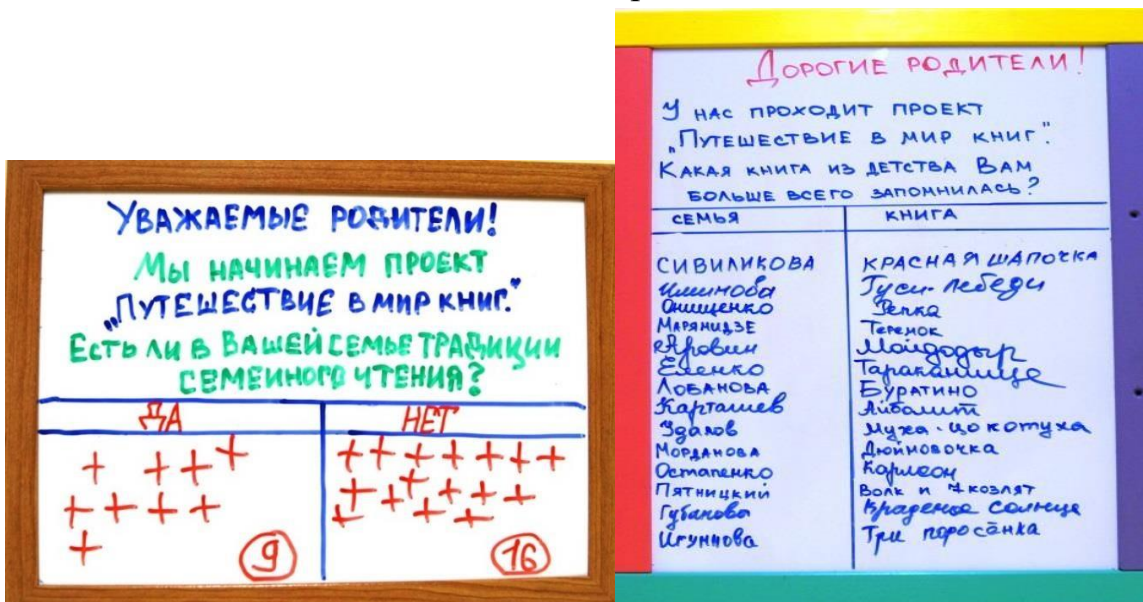 УВАЖАЕМЫЕ РОДИТЕЛИ!
МЫ НАЧИНАЕМ ПРОЕКТ
„ПУТЕШЕСТВИЕ В МИР КНИГ."
ЕСТЬ ЛИ В ВАШЕЙ СЕМЬЕ ТРАДИЦИИ
СЕМЕЙНОГО ЧТЕНИЯ?
ДА НЕТ
+ + + +
+ + + +
+
9 16
ДОРОГИЕ РОДИТЕЛИ!
У НАС ПРОХОДИТ ПРОЕКТ
„ПУТЕШЕСТВИЕ В МИР КНИГ."
КАКАЯ КНИГА ИЗ ДЕТСТВА ВАМ
БОЛЬШЕ ВСЕГО ЗАПОМНИЛАСЬ?
СЕМЬЯ КНИГА
СИВИЛИКОВА КРАСНАЯ ШАПОЧКА
Гуси-лебеди
Онищенко Репка
МАРЯНИДЗЕ Теремок
Яровин Мойдодыр
Еленко Тараканище
ЛОБАНОВА БУРАТИНО
Карташев Айболит
Удалов Муха-цокотуха
МОРДАНОВА Дюймовочка
Остапенко Карлсон
ПЯТНИЦКИЙ Волк и 7 козлят
Губановы Краденое солнце
Три поросёнка